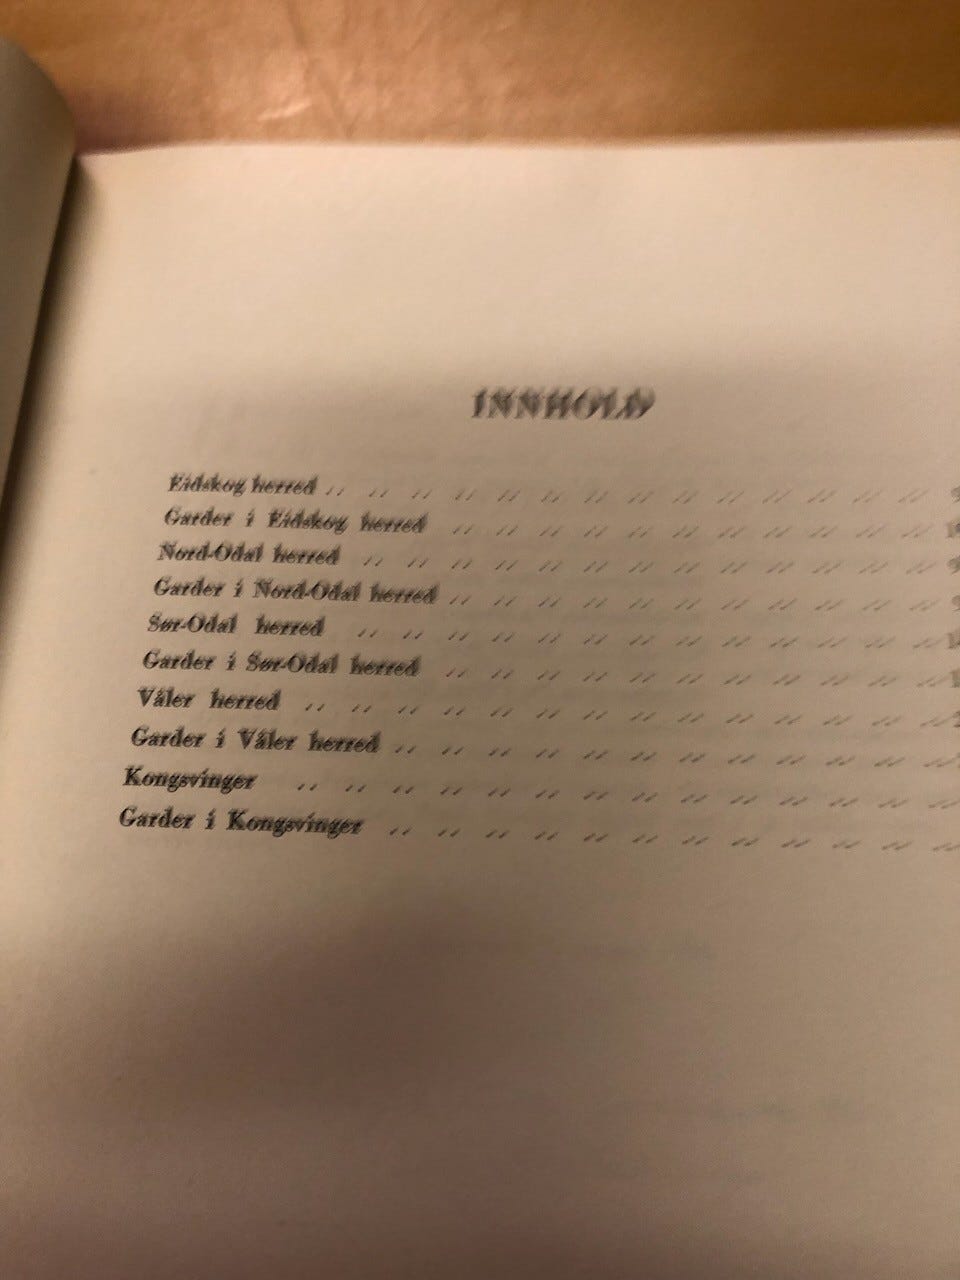 INNHOLD
Eidskog herred .. .. .. .. .. .. .. .. .. .. .. .. .. ..
Garder i Eidskog herred .. .. .. .. .. .. .. .. .. .. ..
Nord-Odal herred .. .. .. .. .. .. .. .. .. .. .. .. ..
Garder i Nord-Odal herred .. .. .. .. .. .. .. .. .. .. ..
Sør-Odal herred .. .. .. .. .. .. .. .. .. .. .. .. ..
Garder i Sør-Odal herred .. .. .. .. .. .. .. .. .. .. ..
Våler herred .. .. .. .. .. .. .. .. .. .. .. .. .. ..
Garder i Våler herred .. .. .. .. .. .. .. .. .. .. .. ..
Kongsvinger .. .. .. .. .. .. .. .. .. .. .. .. .. ..
Garder i Kongsvinger .. .. .. .. .. .. .. .. .. .. .. ..